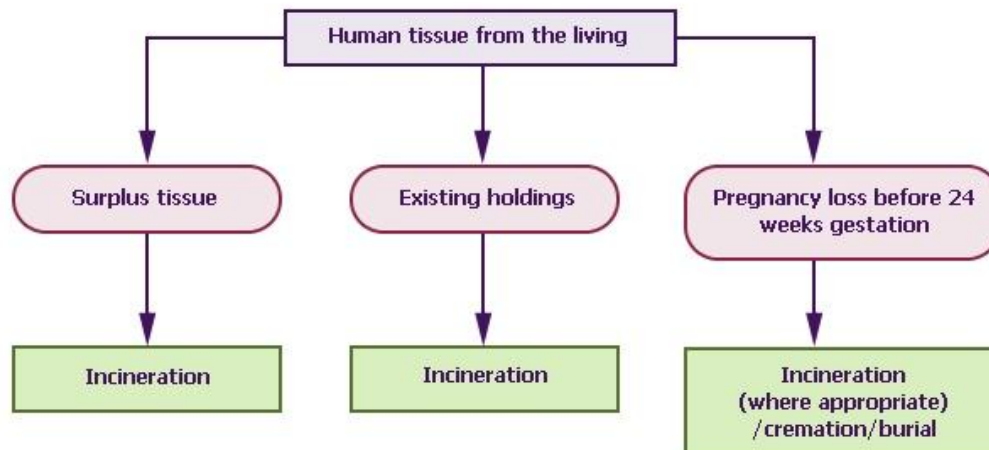 Human tissue from the living
Surplus tissue
Existing holdings
Pregnancy loss before 24
weeks gestation
Incineration
Incineration
Incineration
(where appropriate)
/cremation/burial